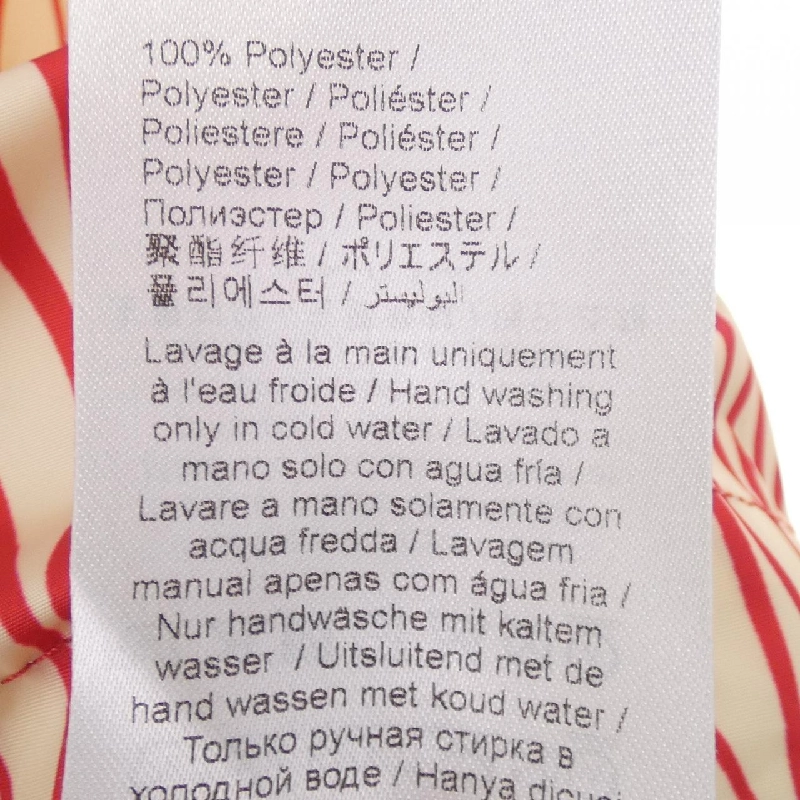 100% Polyester /
Polyester / Poliéster /
Poliestere / Poliéster /
Polyester / Polyester /
Полиэстер / Poliester /
聚酯纤维 / ポリエステル /
폴리에스터 / البوليستر
Lavage à la main uniquement
à l'eau froide / Hand washing
only in cold water / Lavado a
mano solo con agua fría /
Lavare a mano solamente con
acqua fredda / Lavagem
manual apenas com água fria /
Nur handwäsche mit kaltem
wasser / Uitsluitend met de
hand wassen met koud water /
Только ручная стирка в
холодной воде / Hanya dicuci